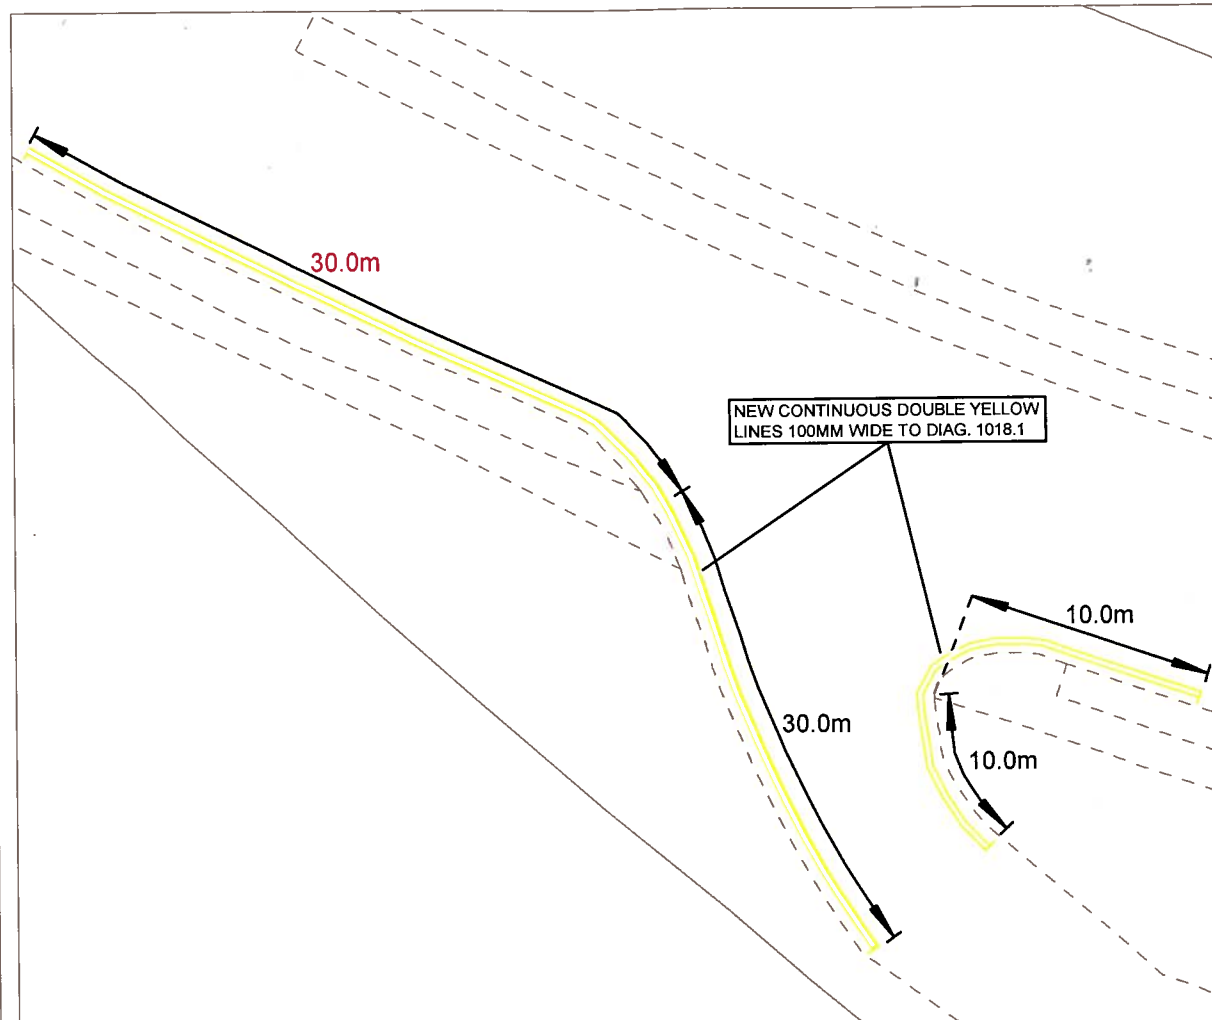 30.0m
NEW CONTINUOUS DOUBLE YELLOW
LINES 100MM WIDE TO DIAG. 1018.1
10.0m
30.0m
10.0m